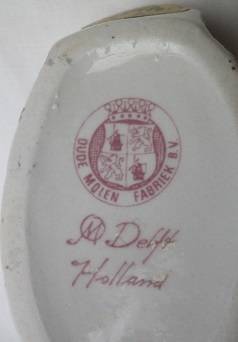 OUDE MOLEN FABRIEK B.V.
Delft
Holland